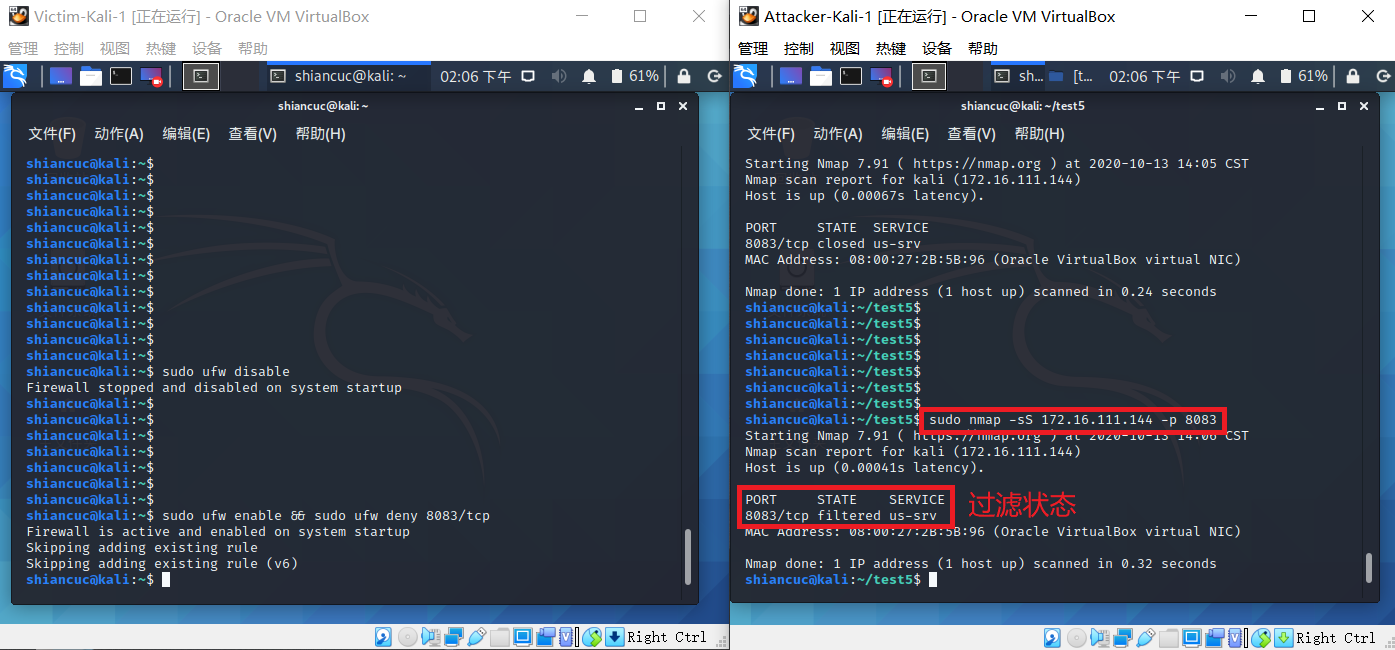 Victim-Kali-1 [正在运行] - Oracle VM VirtualBox
管理 控制 视图 热键 设备 帮助
shiancuc@kali: ~ 02:06 下午 61%
shiancuc@kali:~
文件(F) 动作(A) 编辑(E) 查看(V) 帮助(H)
shiancuc@kali:~$
shiancuc@kali:~$
shiancuc@kali:~$
shiancuc@kali:~$
shiancuc@kali:~$
shiancuc@kali:~$
shiancuc@kali:~$
shiancuc@kali:~$
shiancuc@kali:~$
shiancuc@kali:~$
shiancuc@kali:~$
shiancuc@kali:~$
shiancuc@kali:~$
shiancuc@kali:~$ sudo ufw disable
Firewall stopped and disabled on system startup
shiancuc@kali:~$
shiancuc@kali:~$
shiancuc@kali:~$
shiancuc@kali:~$
shiancuc@kali:~$
shiancuc@kali:~$
shiancuc@kali:~$
shiancuc@kali:~$ sudo ufw enable && sudo ufw deny 8083/tcp
Firewall is active and enabled on system startup
Skipping adding existing rule
Skipping adding existing rule (v6)
shiancuc@kali:~$
Right Ctrl
Attacker-Kali-1 [正在运行] - Oracle VM VirtualBox
管理 控制 视图 热键 设备 帮助
sh... [t... 02:06 下午 61%
shiancuc@kali:~/test5
文件(F) 动作(A) 编辑(E) 查看(V) 帮助(H)
Starting Nmap 7.91 ( https://nmap.org ) at 2020-10-13 14:05 CST
Nmap scan report for kali (172.16.111.144)
Host is up (0.00067s latency).
PORT STATE SERVICE
8083/tcp closed us-srv
MAC Address: 08:00:27:2B:5B:96 (Oracle VirtualBox virtual NIC)
Nmap done: 1 IP address (1 host up) scanned in 0.24 seconds
shiancuc@kali:~/test5$
shiancuc@kali:~/test5$
shiancuc@kali:~/test5$
shiancuc@kali:~/test5$
shiancuc@kali:~/test5$
shiancuc@kali:~/test5$
shiancuc@kali:~/test5$
shiancuc@kali:~/test5$ sudo nmap -sS 172.16.111.144 -p 8083
Starting Nmap 7.91 ( https://nmap.org ) at 2020-10-13 14:06 CST
Nmap scan report for kali (172.16.111.144)
Host is up (0.00041s latency).
PORT STATE SERVICE
8083/tcp filtered us-srv
过滤状态
MAC Address: 08:00:27:2B:5B:96 (Oracle VirtualBox virtual NIC)
Nmap done: 1 IP address (1 host up) scanned in 0.32 seconds
shiancuc@kali:~/test5$
Right Ctrl